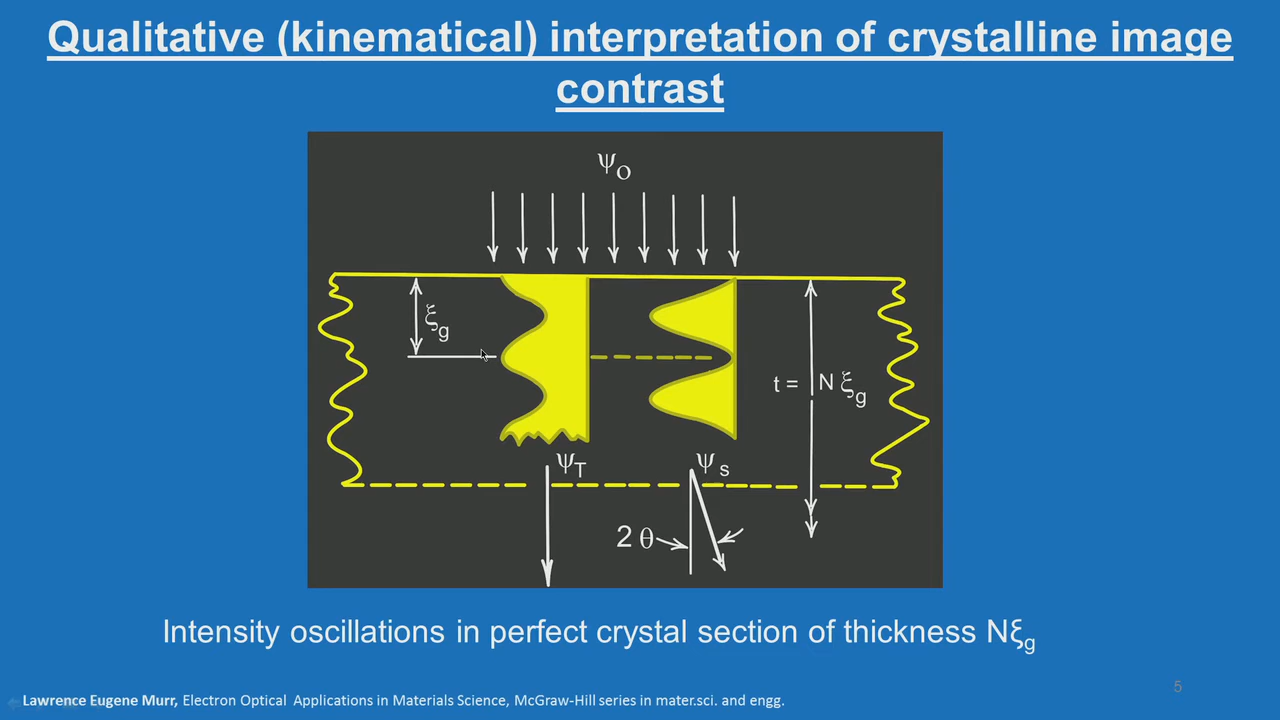 Qualitative (kinematical) interpretation of crystalline image
contrast
ψO
ξg
t = N ξg
ψT
ψs
2 θ
Intensity oscillations in perfect crystal section of thickness Nξg
5
Lawrence Eugene Murr, Electron Optical Applications in Materials Science, McGraw-Hill series in mater.sci. and engg.